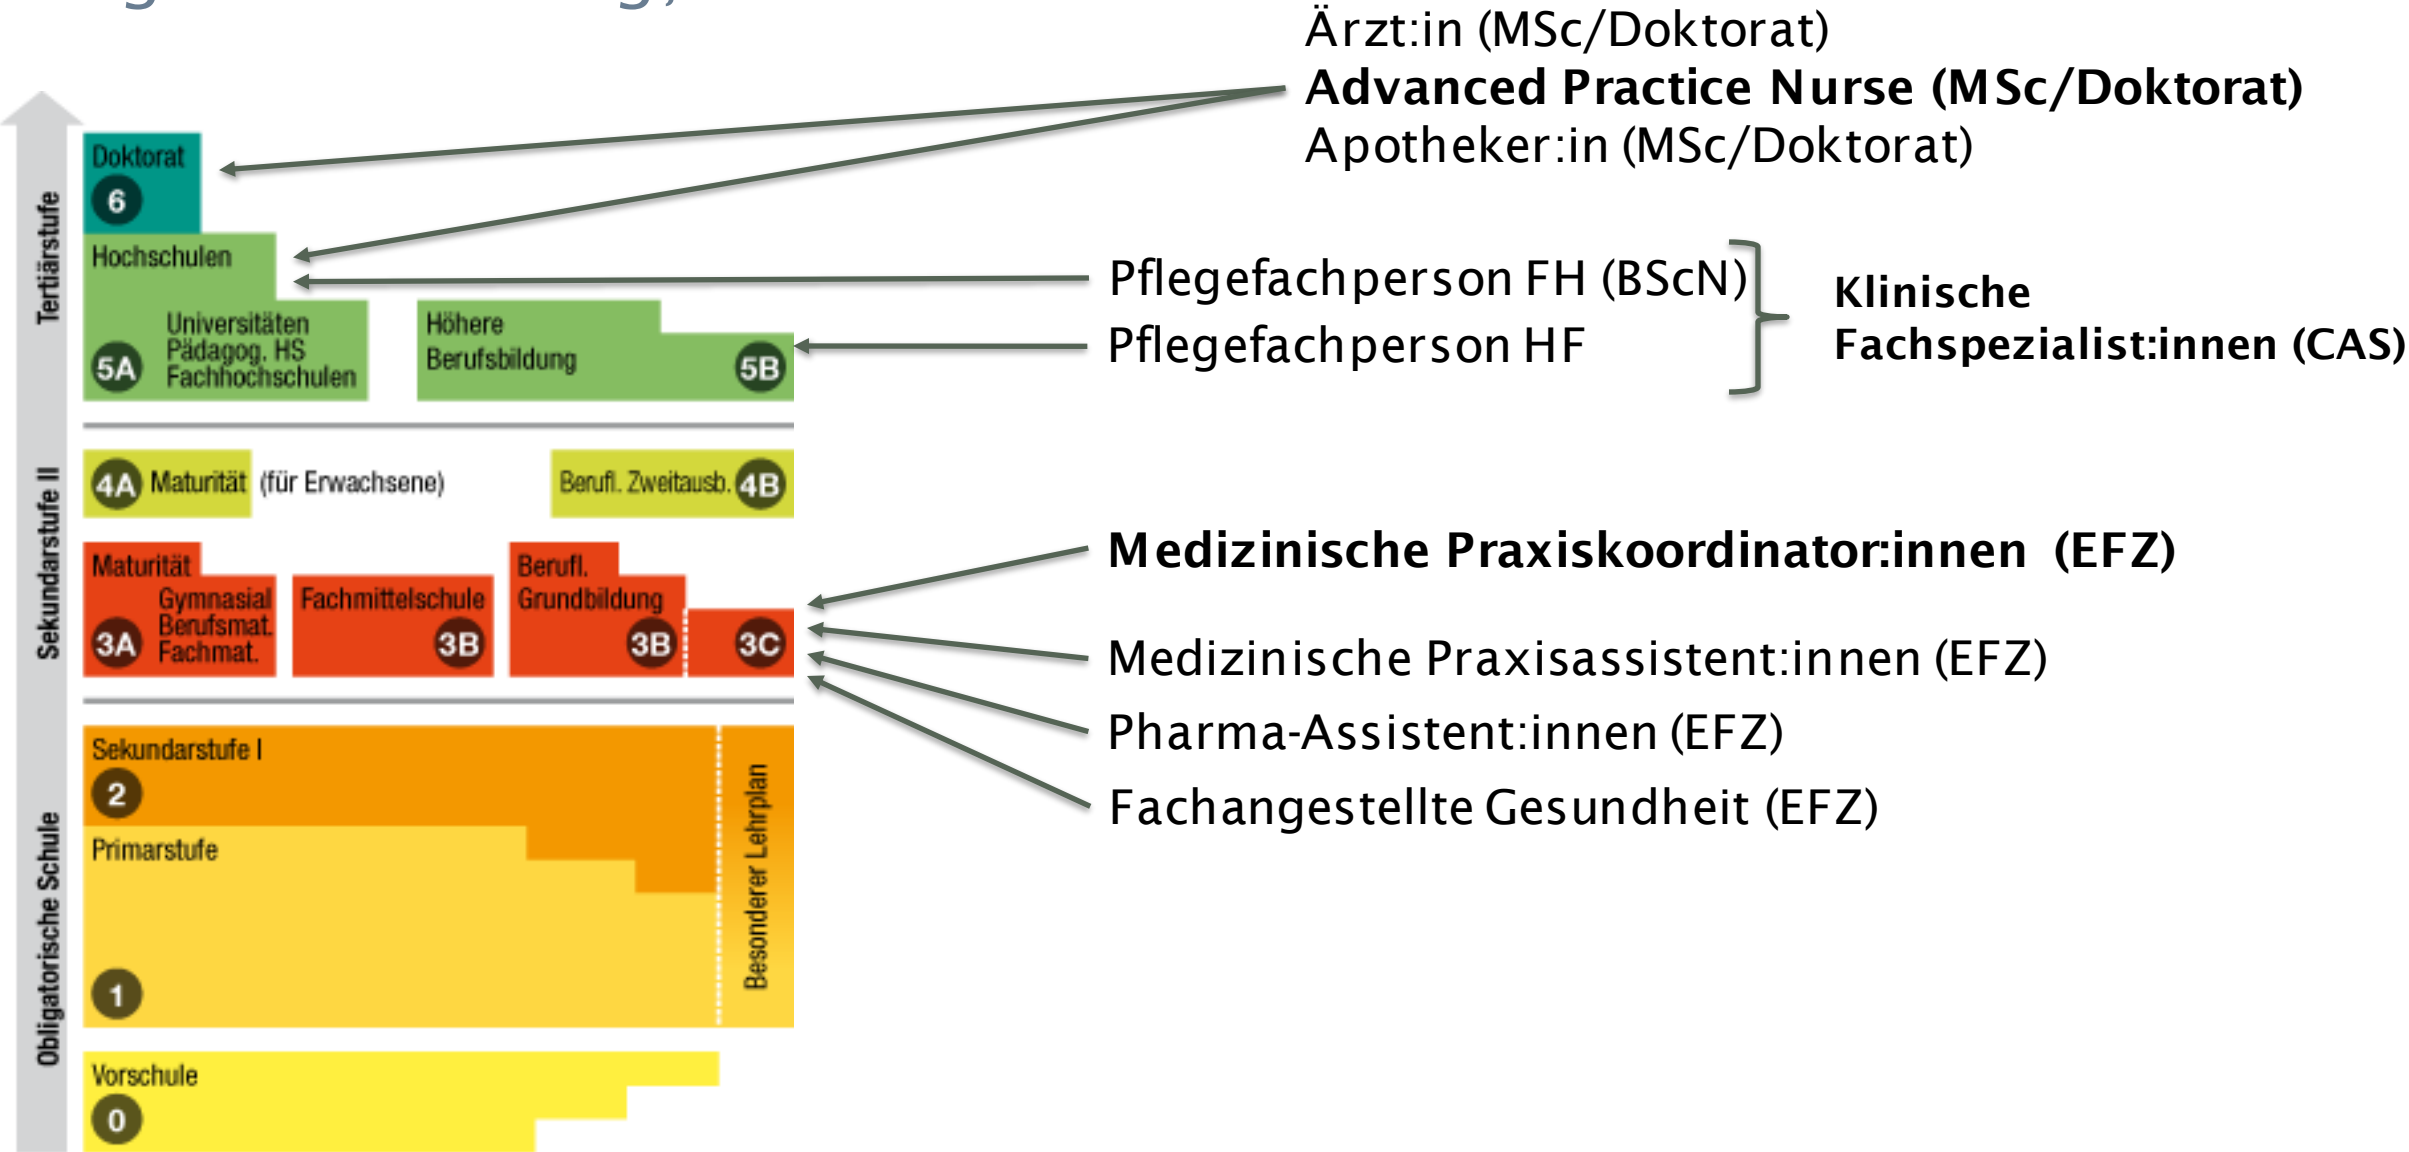 Ärzt:in (MSc/Doktorat)
Advanced Practice Nurse (MSc/Doktorat)
Apotheker:in (MSc/Doktorat)
Tertiärstufe
Doktorat
6
Hochschulen
Universitäten
Pädagog. HS
Fachhochschulen
5A
Höhere
Berufsbildung
5B
Pflegefachperson FH (BScN)
Pflegefachperson HF
Klinische
Fachspezialist:innen (CAS)
Sekundarstufe II
4A Maturität (für Erwachsene)
Berufl. Zweitausb. 4B
Maturität
Gymnasial
Berufsmat.
Fachmat.
3A
Fachmittelschule
3B
Berufl.
Grundbildung
3B
3C
Medizinische Praxiskoordinator:innen (EFZ)
Medizinische Praxisassistent:innen (EFZ)
Pharma-Assistent:innen (EFZ)
Fachangestellte Gesundheit (EFZ)
Obligatorische Schule
Sekundarstufe I
2
Primarstufe
1
Besonderer Lehrplan
Vorschule
0